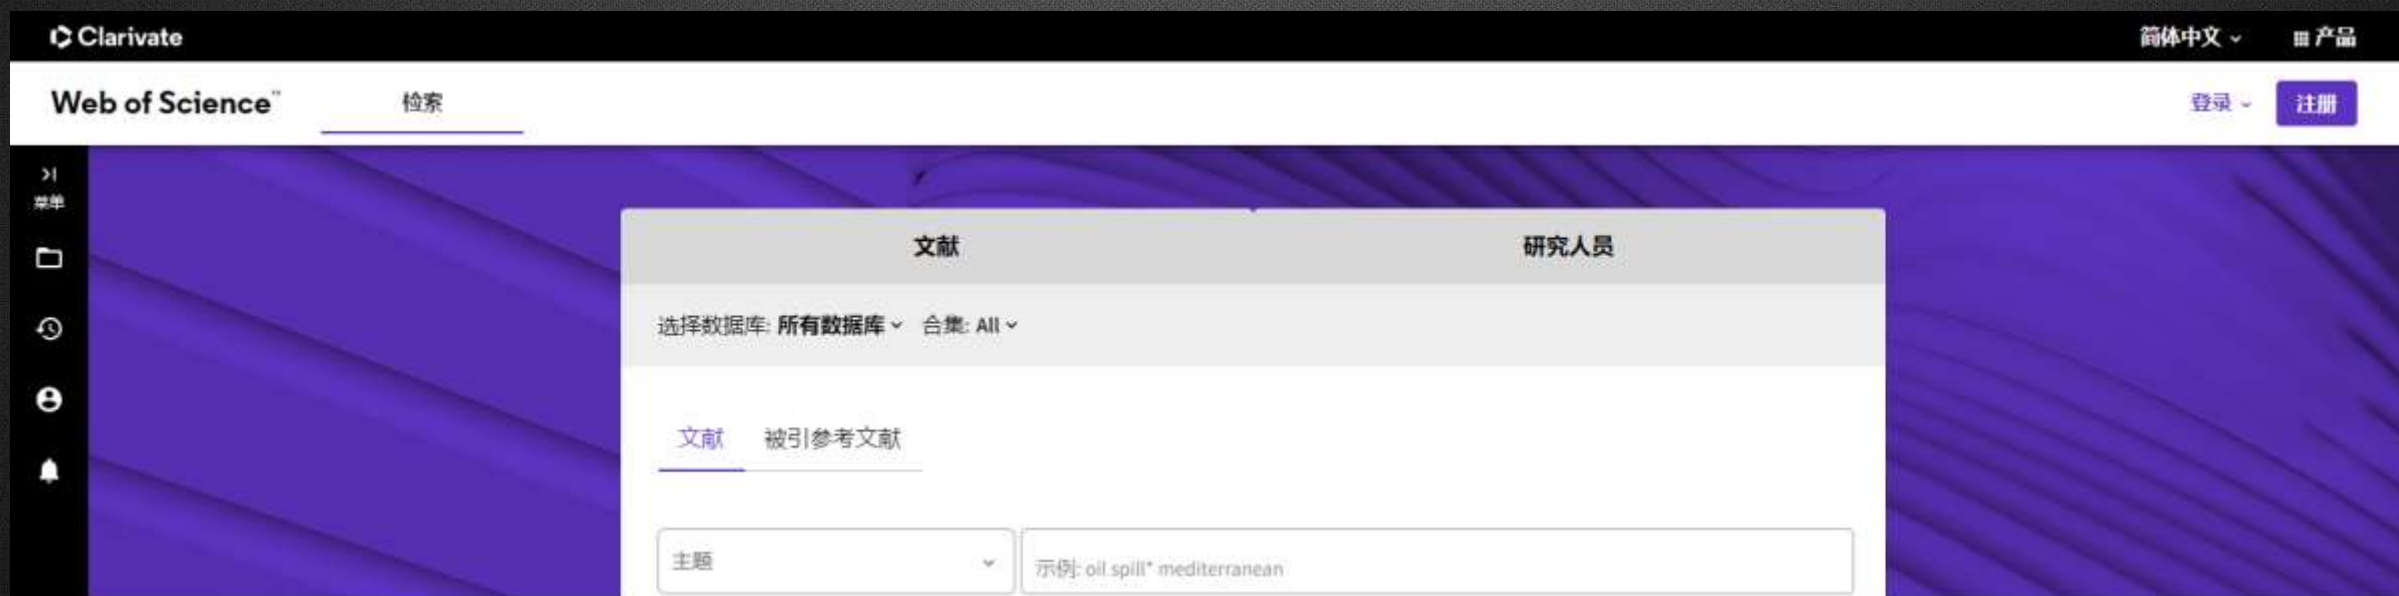 Clarivate
简体中文
产品
Web of Science™
检索
登录
注册
菜单
文献
研究人员
选择数据库: 所有数据库 合集: All
文献
被引参考文献
主题
示例: oil spill* mediterranean